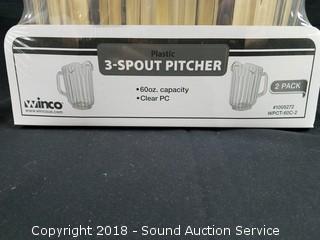 Plastic
3-SPOUT PITCHER
•60oz. capacity
•Clear PC
2 PACK
winco
www.wincous.com
#1005272
WPCT-60C-2
Copyright 2018 - Sound Auction Service